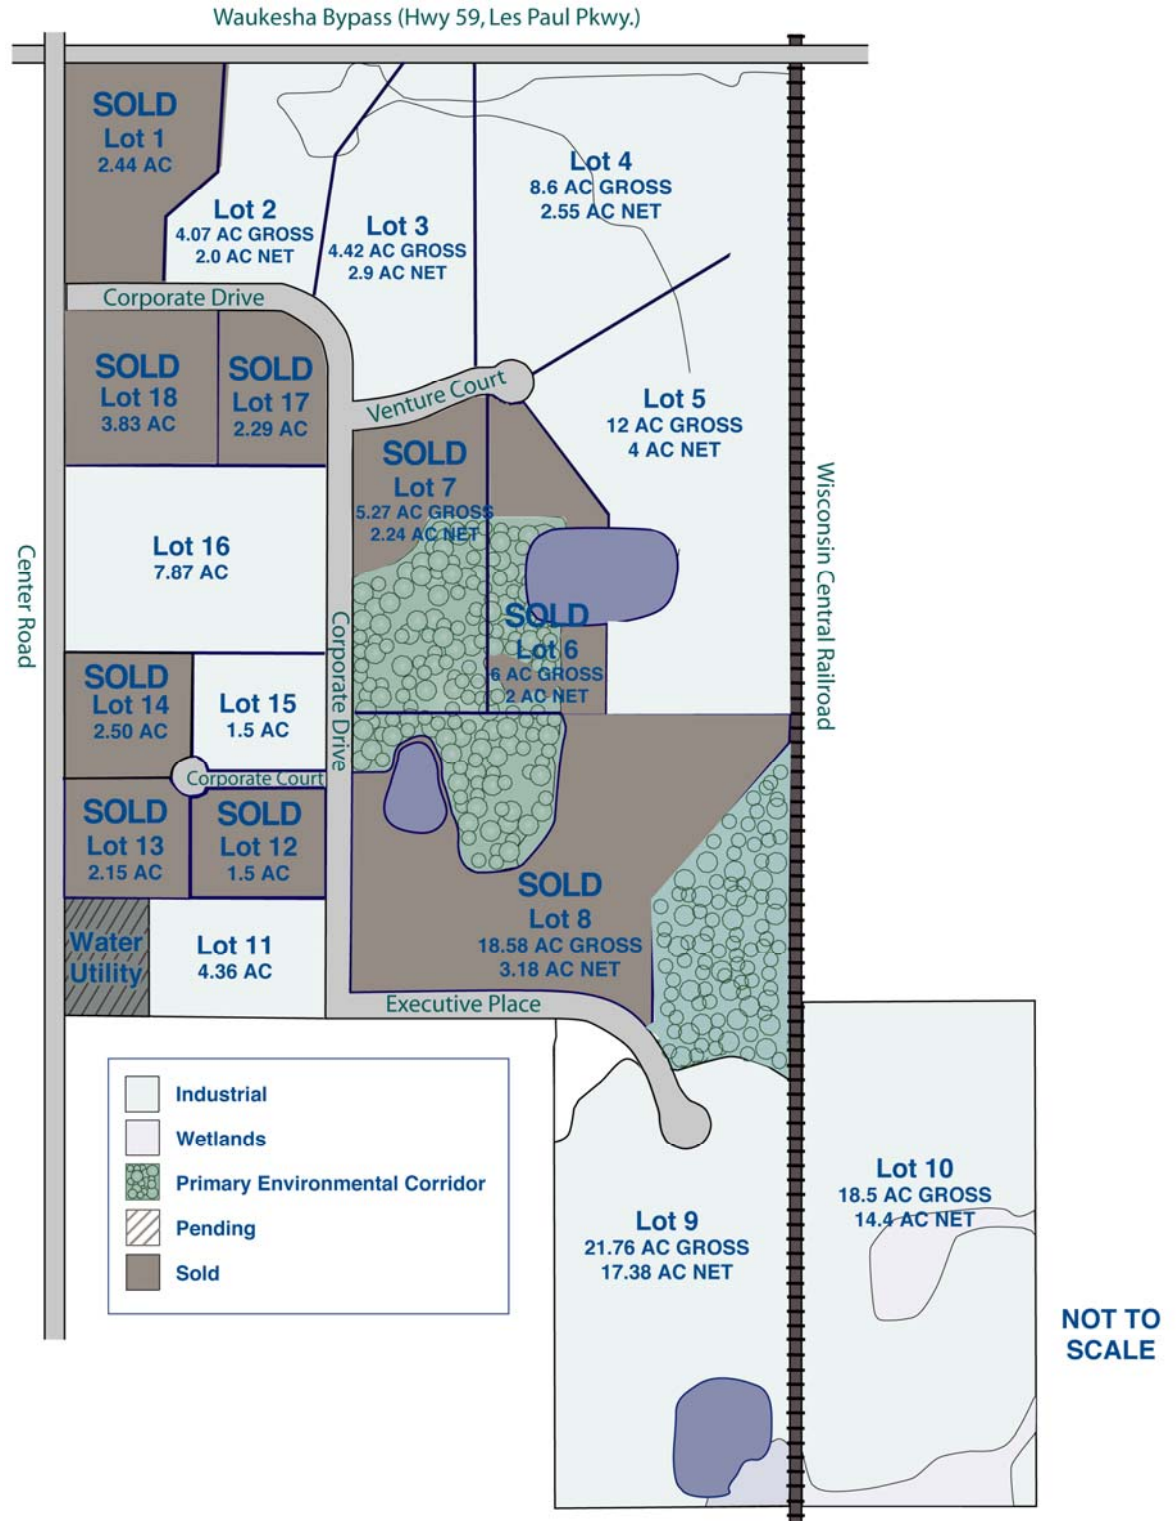 Waukesha Bypass (Hwy 59, Les Paul Pkwy.)
SOLD
Lot 1
2.44 AC
Lot 2
4.07 AC GROSS
2.0 AC NET
Lot 3
4.42 AC GROSS
2.9 AC NET
Lot 4
8.6 AC GROSS
2.55 AC NET
Corporate Drive
SOLD
Lot 18
3.83 AC
SOLD
Lot 17
2.29 AC
Venture Court
Lot 5
12 AC GROSS
4 AC NET
SOLD
Lot 7
5.27 AC GROSS
2.24 AC NET
Wisconsin Central Railroad
Center Road
Lot 16
7.87 AC
Corporate Drive
SOLD
Lot 6
6 AC GROSS
2 AC NET
SOLD
Lot 14
2.50 AC
Lot 15
1.5 AC
Corporate Court
SOLD
Lot 13
2.15 AC
SOLD
Lot 12
1.5 AC
SOLD
Lot 8
18.58 AC GROSS
3.18 AC NET
Water
Utility
Lot 11
4.36 AC
Executive Place
Industrial
Wetlands
Primary Environmental Corridor
Pending
Sold
Lot 9
21.76 AC GROSS
17.38 AC NET
Lot 10
18.5 AC GROSS
14.4 AC NET
NOT TO
SCALE